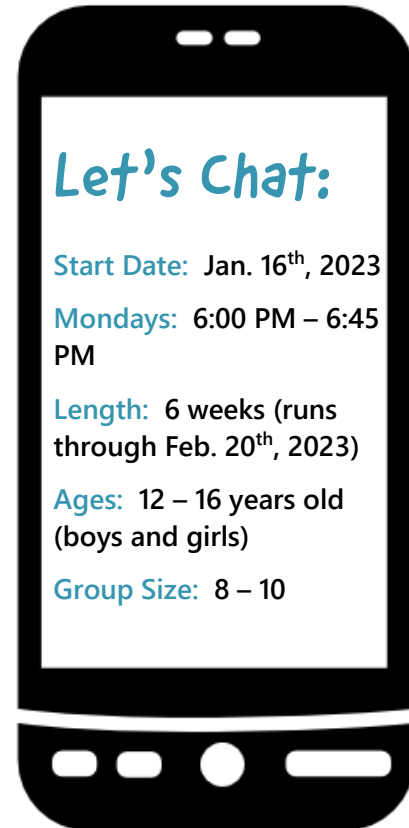 Let's Chat:
Start Date: Jan. 16th, 2023
Mondays: 6:00 PM – 6:45
PM
Length: 6 weeks (runs
through Feb. 20th, 2023)
Ages: 12 – 16 years old
(boys and girls)
Group Size: 8 – 10